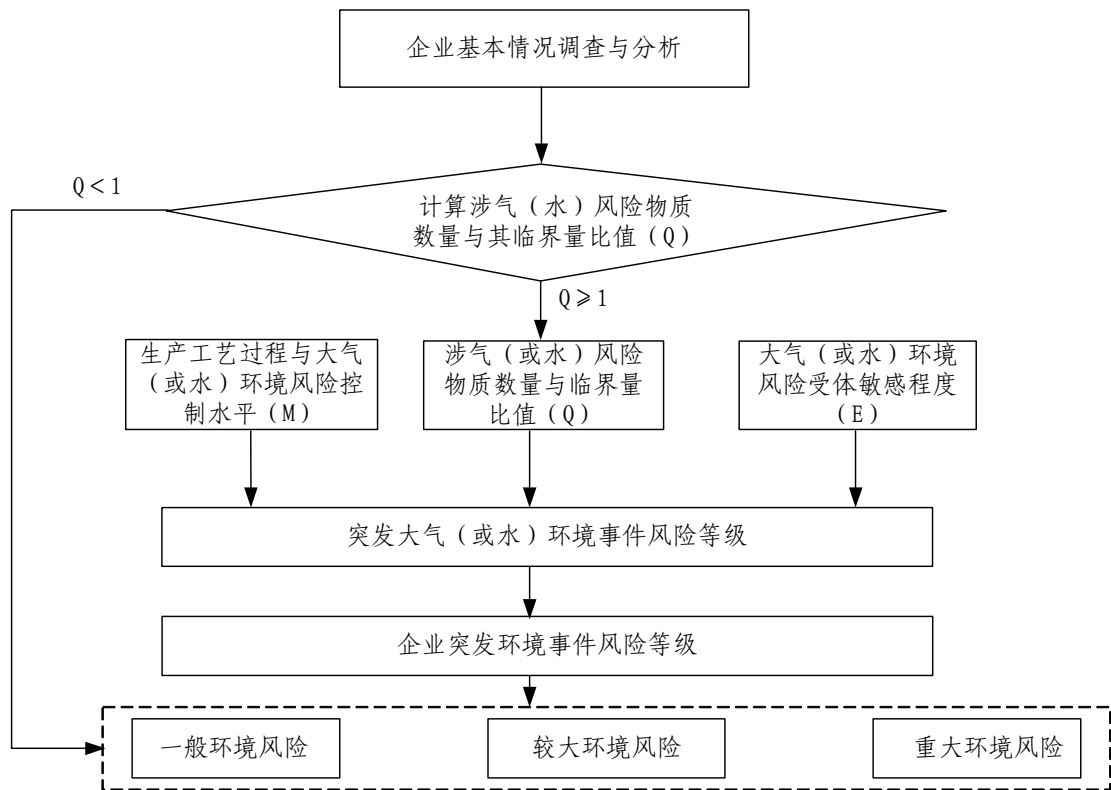 企业基本情况调查与分析
Q＜1
计算涉气（水）风险物质
数量与其临界量比值（Q）
Q≥1
生产工艺过程与大气
（或水）环境风险控
制水平（M）
涉气（或水）风险
物质数量与临界量
比值（Q）
大气（或水）环境
风险受体敏感程度
（E）
突发大气（或水）环境事件风险等级
企业突发环境事件风险等级
一般环境风险
较大环境风险
重大环境风险